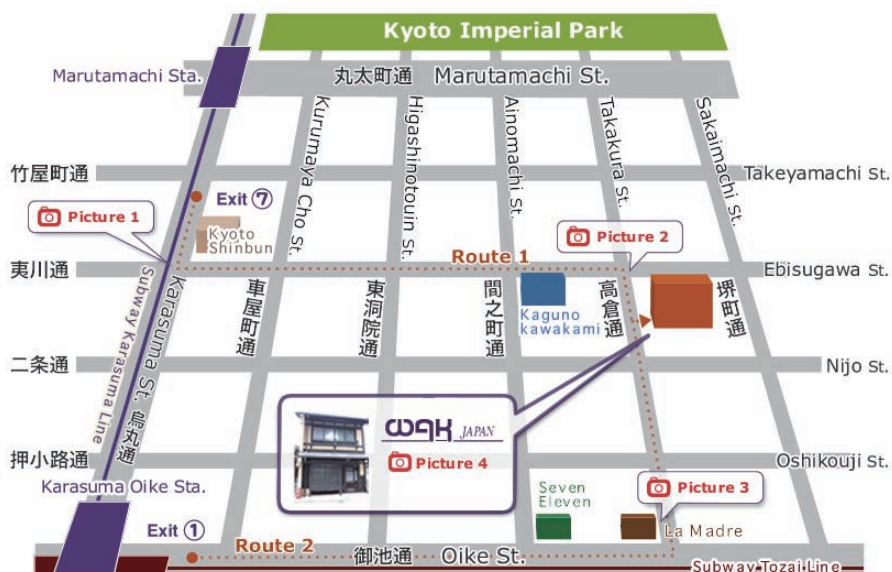 Kyoto Imperial Park
Marutamachi Sta.
丸太町通 Marutamachi St.
Kurumaya Cho St.
Higashinotouin St.
Ainomachi St.
Takakura St.
Sakaimachi St.
竹屋町通
Takeyamachi St.
Exit ⑦
Picture 1
Kyoto
Shinbun
Picture 2
Route 1
夷川通
Ebisugawa St.
Subway Karasuma Line
Karasuma St. 烏丸通
車屋町通
東洞院通
間之町通
Kaguno
kawakami
高倉通
堺町通
二条通
Nijo St.
wak JAPAN
Picture 4
押小路通
Oshikouji St.
Karasuma Oike Sta.
Seven
Eleven
Picture 3
La Madre
Exit ①
Route 2
御池通 Oike St.
Subway Tozai Line